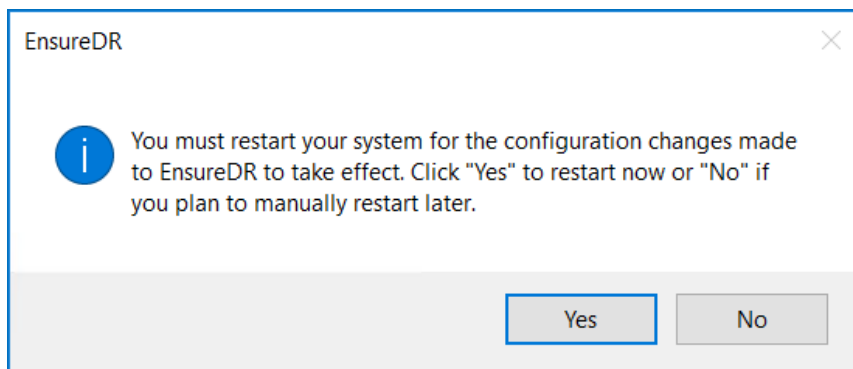 EnsureDR
You must restart your system for the configuration changes made
to EnsureDR to take effect. Click "Yes" to restart now or "No" if
you plan to manually restart later.
Yes
No